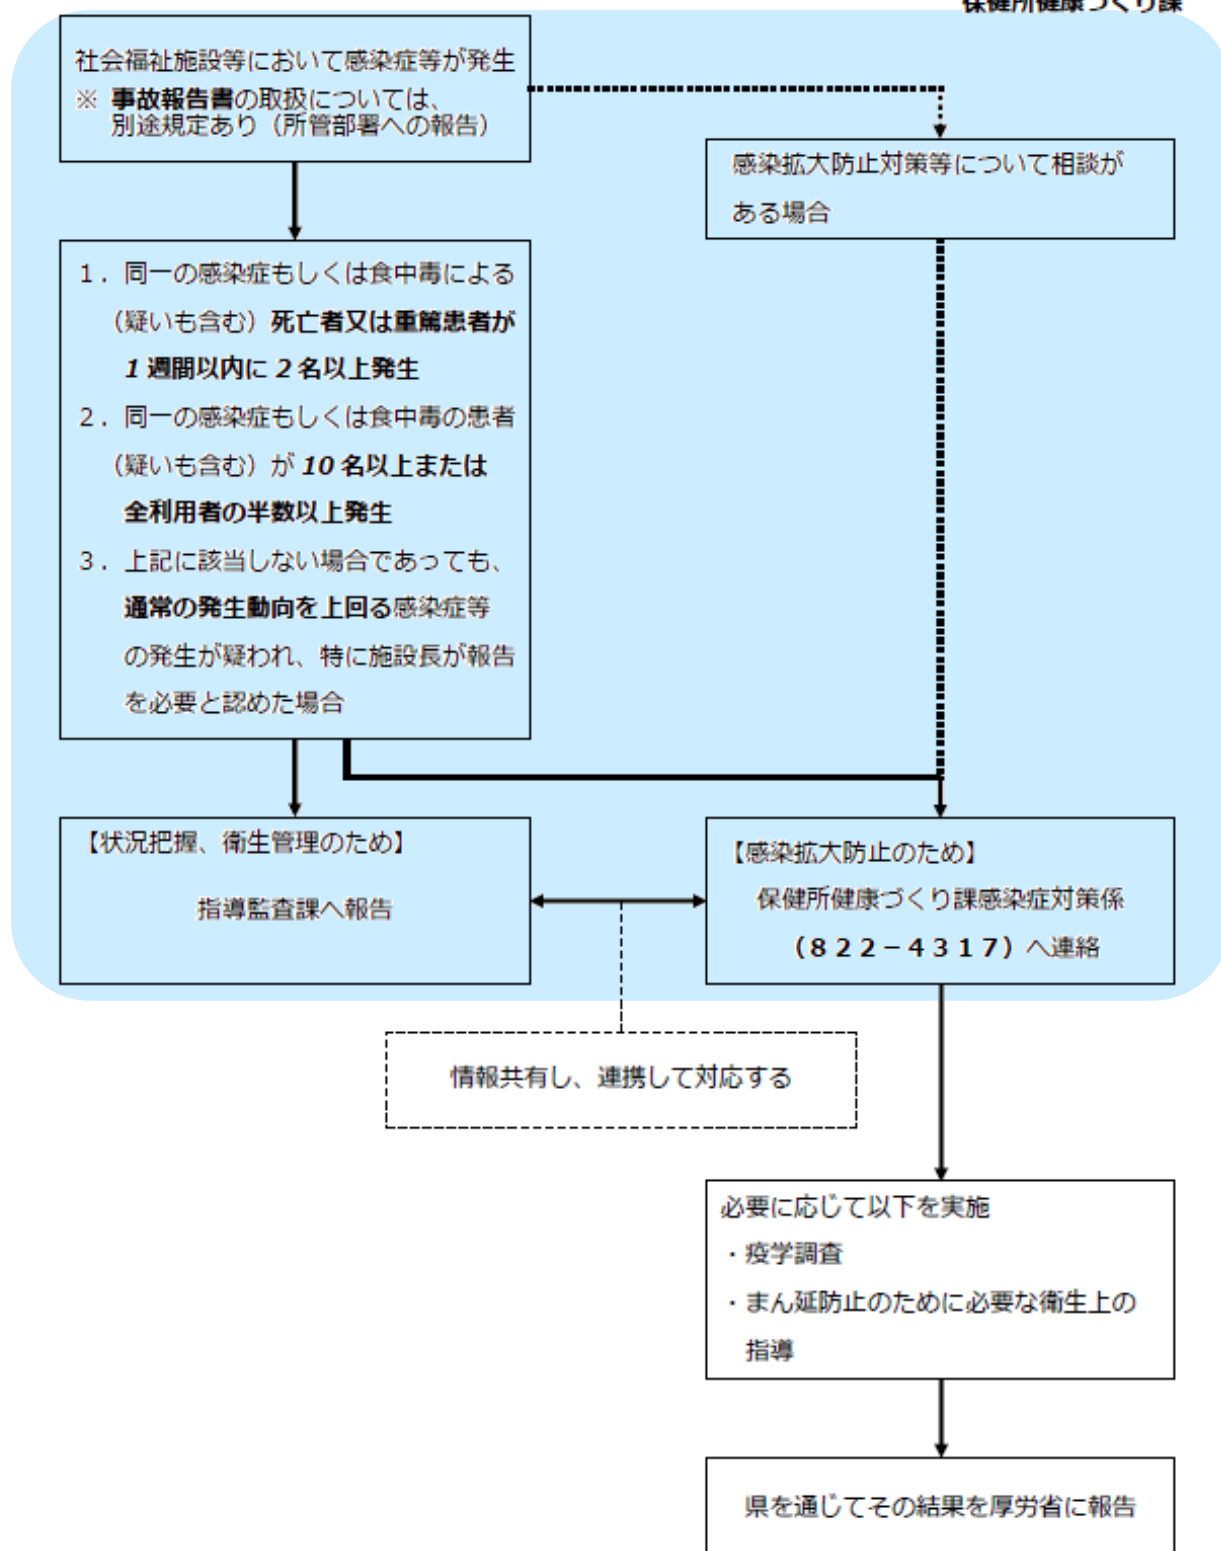 保健所健康づくり課
社会福祉施設等において感染症等が発生
※ 事故報告書の取扱については、
別途規定あり（所管部署への報告）
感染拡大防止対策等について相談が
ある場合
１．同一の感染症もしくは食中毒による
（疑いも含む）死亡者又は重篤患者が
1 週間以内に 2 名以上発生
２．同一の感染症もしくは食中毒の患者
（疑いも含む）が 10 名以上または
全利用者の半数以上発生
３．上記に該当しない場合であっても、
通常の発生動向を上回る感染症等
の発生が疑われ、特に施設長が報告
を必要と認めた場合
【状況把握、衛生管理のため】
指導監査課へ報告
【感染拡大防止のため】
保健所健康づくり課感染症対策係
（８２２－４３１７）へ連絡
情報共有し、連携して対応する
必要に応じて以下を実施
・疫学調査
・まん延防止のために必要な衛生上の
指導
県を通じてその結果を厚労省に報告